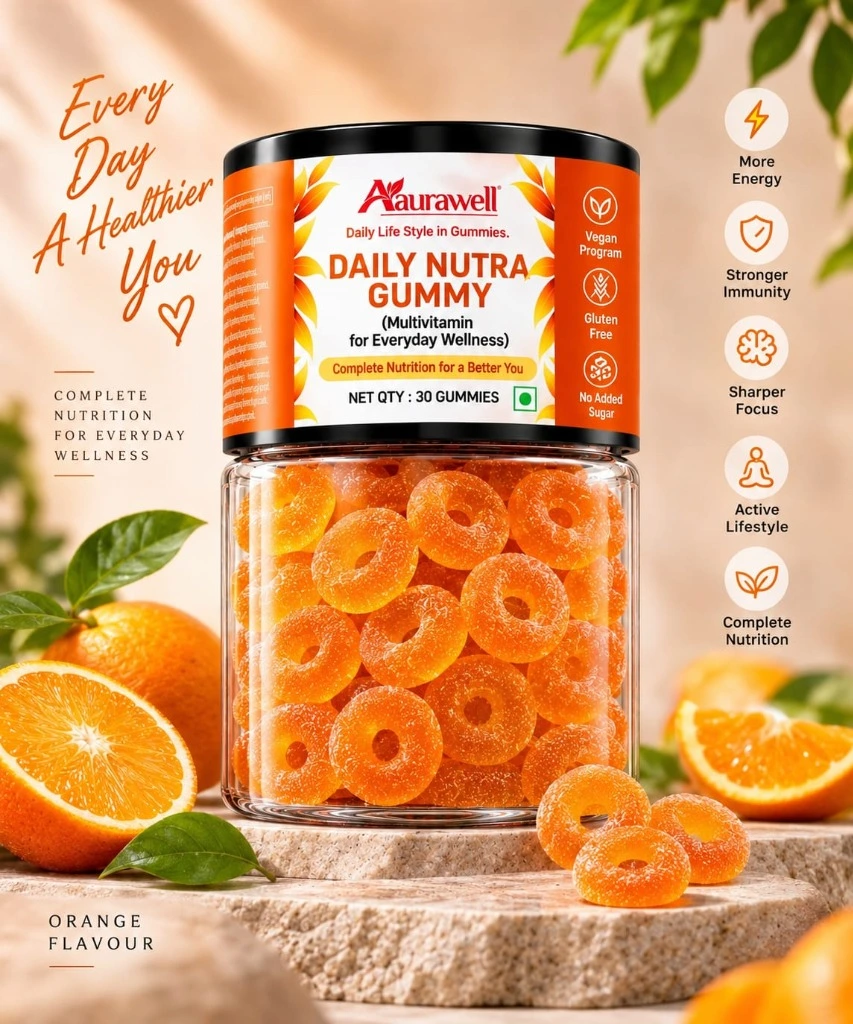 Every
Day
A Healthier
You
COMPLETE
NUTRITION
FOR EVERYDAY
WELLNESS
Aaurawell®
Daily Life Style in Gummies.
DAILY NUTRA
GUMMY
(Multivitamin
for Everyday Wellness)
Complete Nutrition for a Better You
NET QTY : 30 GUMMIES
Vegan
Program
Gluten
Free
No Added
Sugar
More
Energy
Stronger
Immunity
Sharper
Focus
Active
Lifestyle
Complete
Nutrition
ORANGE
FLAVOUR